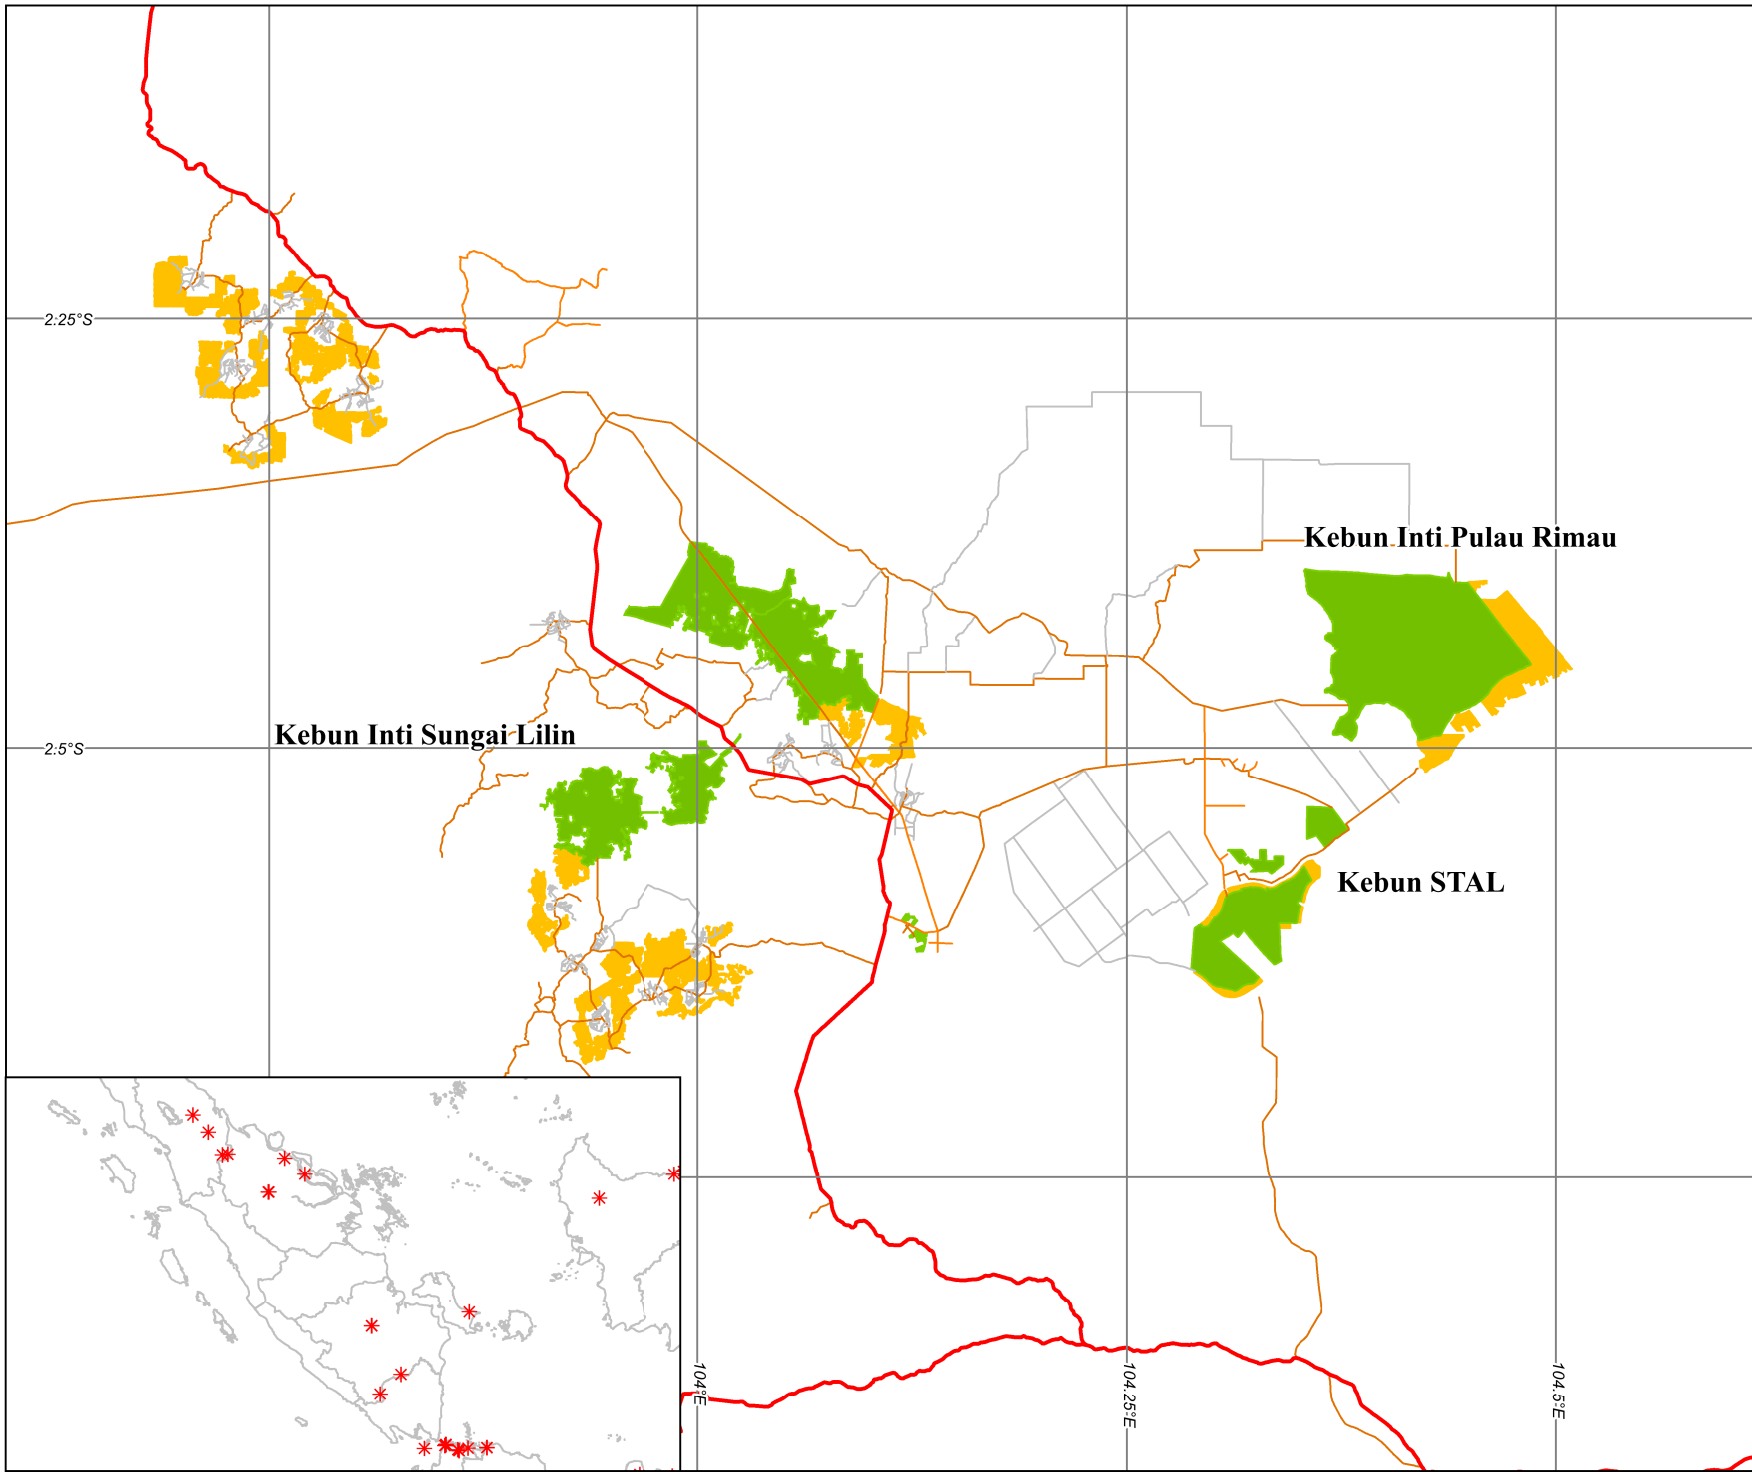 2.25°S
Kebun Inti Pulau Rimau
Kebun Inti Sungai Lilin
2.5°S
Kebun STAL
104°E
104.25°E
104.5°E